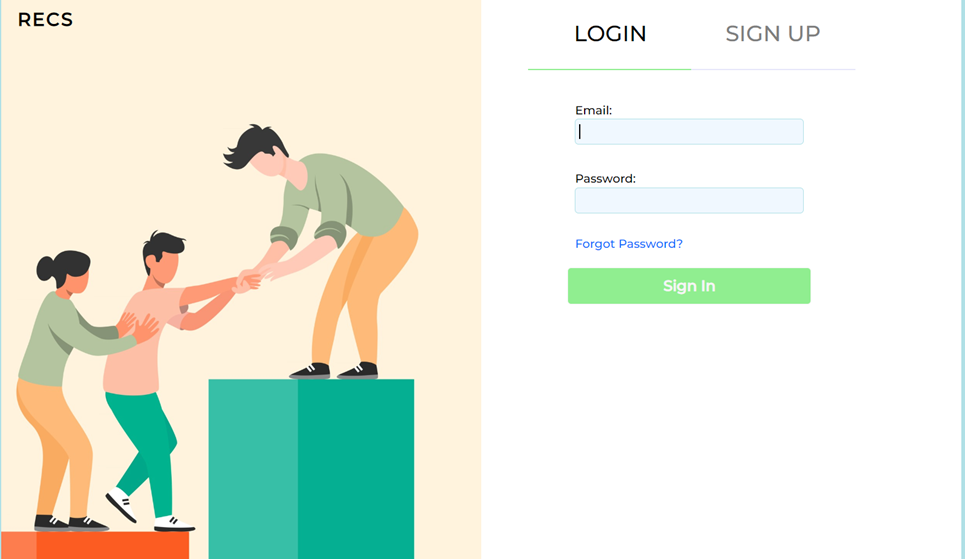 RECS
LOGIN
SIGN UP
Email:
Password:
Forgot Password?
Sign In